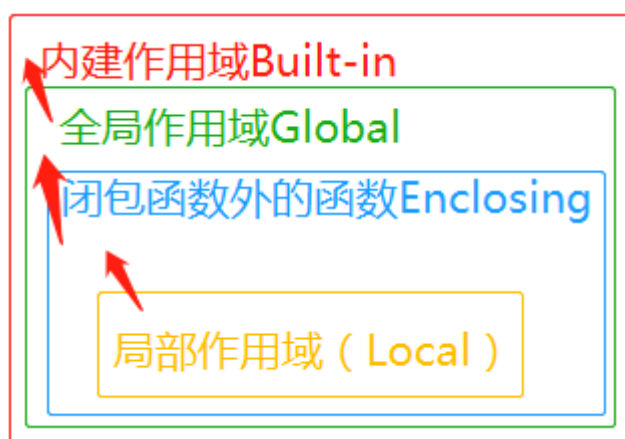 内建作用域Built-in
全局作用域Global
闭包函数外的函数Enclosing
局部作用域（Local）